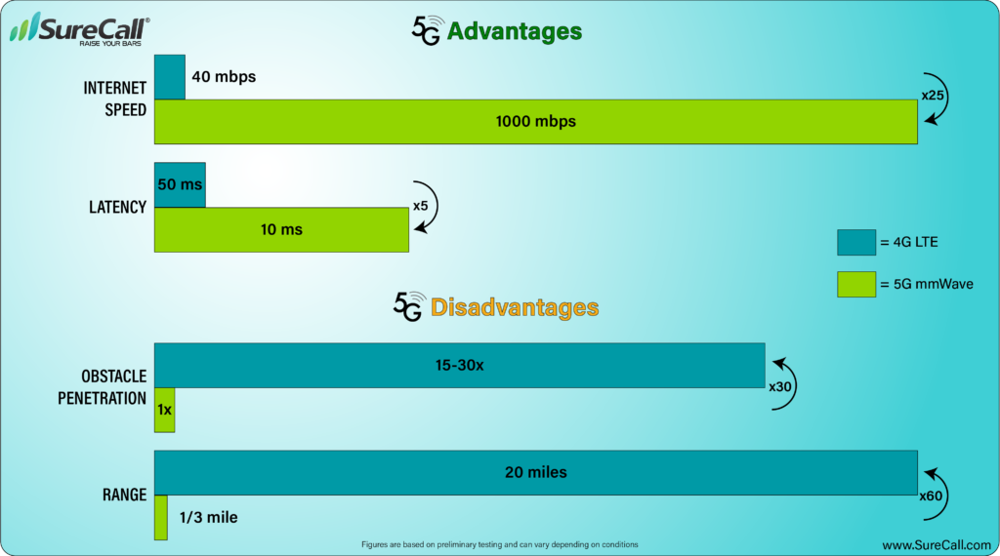 SureCall®
RAISE YOUR BARS
5G Advantages
INTERNET
SPEED
40 mbps
1000 mbps
x25
LATENCY
50 ms
10 ms
x5
= 4G LTE
= 5G mmWave
5G Disadvantages
OBSTACLE
PENETRATION
15-30x
1x
x30
RANGE
20 miles
1/3 mile
x60
Figures are based on preliminary testing and can vary depending on conditions
www.SureCall.com